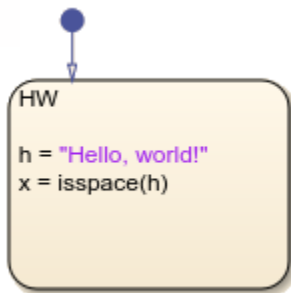 HW
h = "Hello, world!"
x = isspace(h)